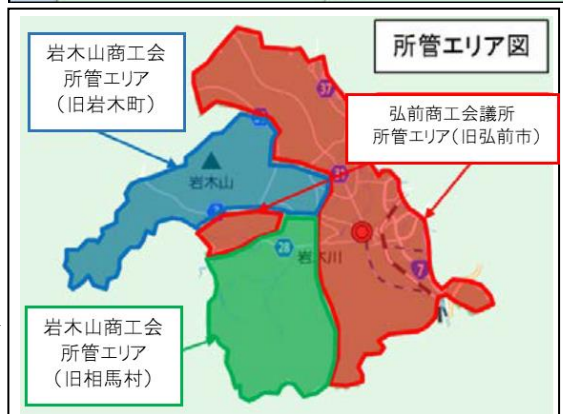 所管エリア図
岩木山商工会
所管エリア
（旧岩木町）
弘前商工会議所
所管エリア（旧弘前市）
37
岩木山
28
岩木川
7
岩木山商工会
所管エリア
（旧相馬村）